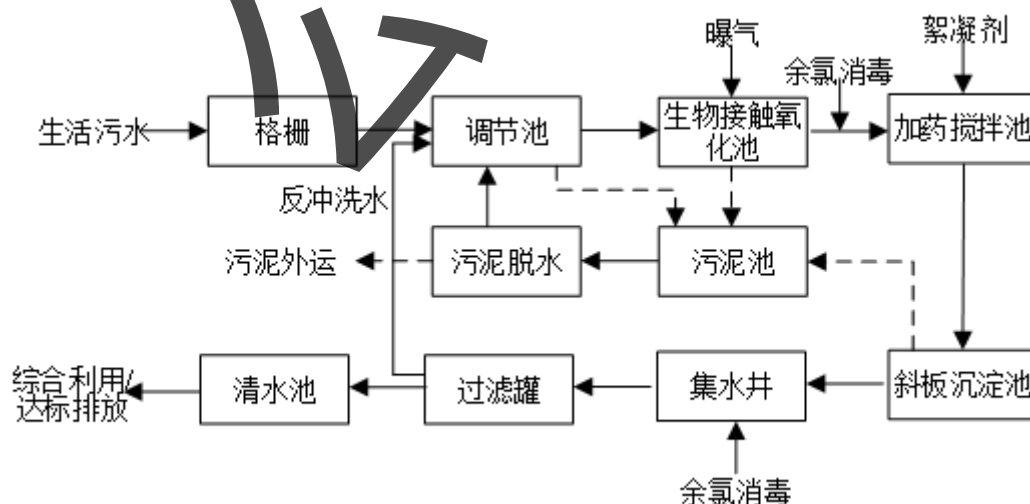 曝气
絮凝剂
余氯消毒
生活污水
格栅
调节池
生物接触氧
化池
加药搅拌池
反冲洗水
污泥外运
污泥脱水
污泥池
综合利用/
达标排放
清水池
过滤罐
集水井
斜板沉淀池
余氯消毒